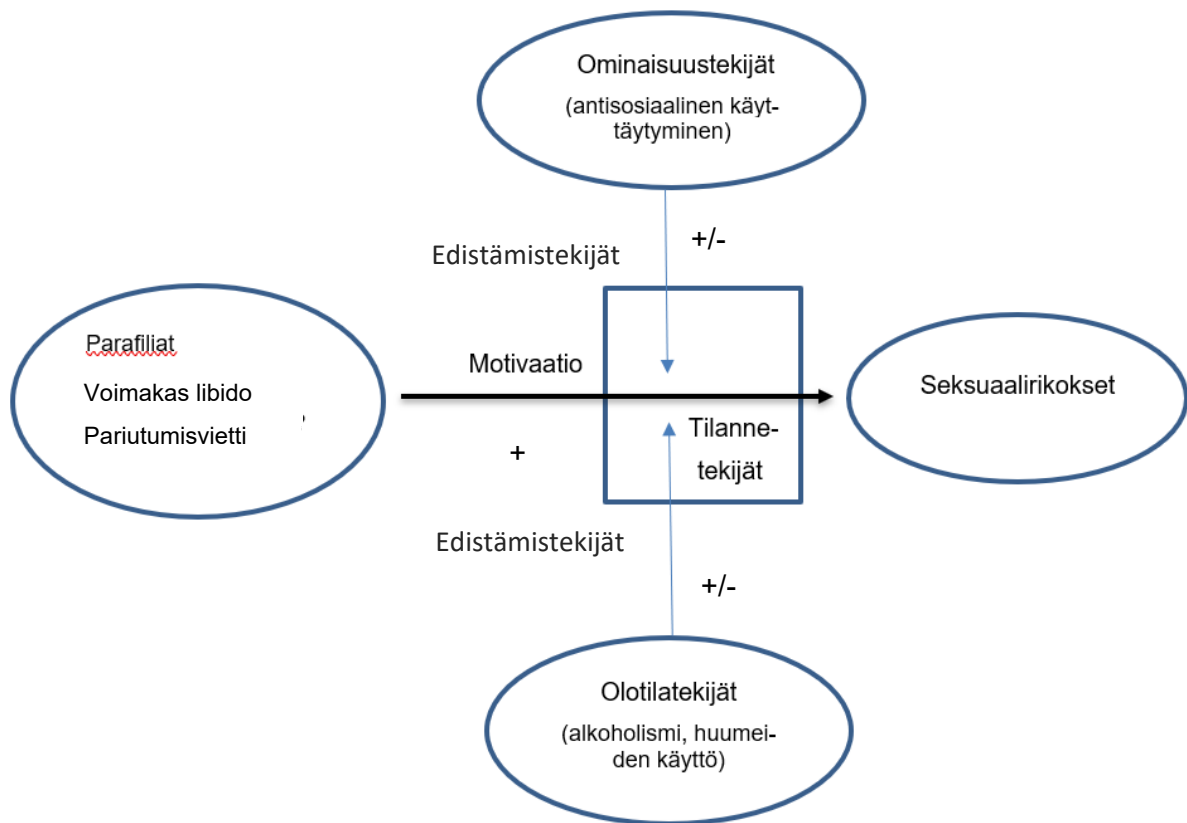 Ominaisuustekijät
(antisosiaalinen käyt-
täytyminen)
+/-
Edistämistekijät
Parafiliat
Voimakas libido
Pariutumisvietti
Motivaatio
+
Tilanne-
tekijät
Seksuaalirikokset
Edistämistekijät
+/-
Olotilatekijät
(alkoholismi, huumei-
den käyttö)